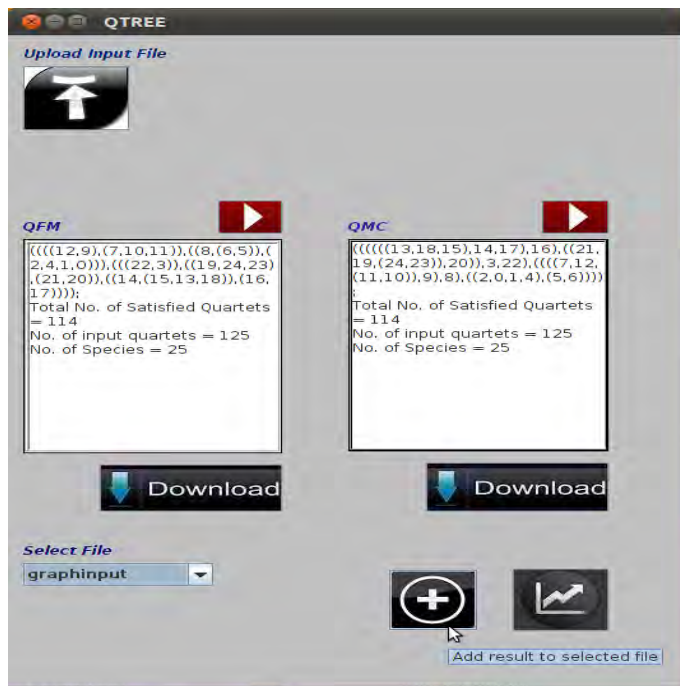 QTREE
Upload Input File
QFM
((((12,9),(7,10,11)),((8,(6,5)),(
2,4,1,0))),(((22,3)),((19,24,23)
,(21,20)),((14,(15,13,18)),(16,
17))));
Total No. of Satisfied Quartets
= 114
No. of input quartets = 125
No. of Species = 25
Download
QMC
((((((13,18,15),14,17),16),((21,
19,(24,23)),20)),3,22),((((7,12,
(11,10)),9),8),((2,0,1,4),(5,6))))
;
Total No. of Satisfied Quartets
= 114
No. of input quartets = 125
No. of Species = 25
Download
Select File
graphinput
Add result to selected file